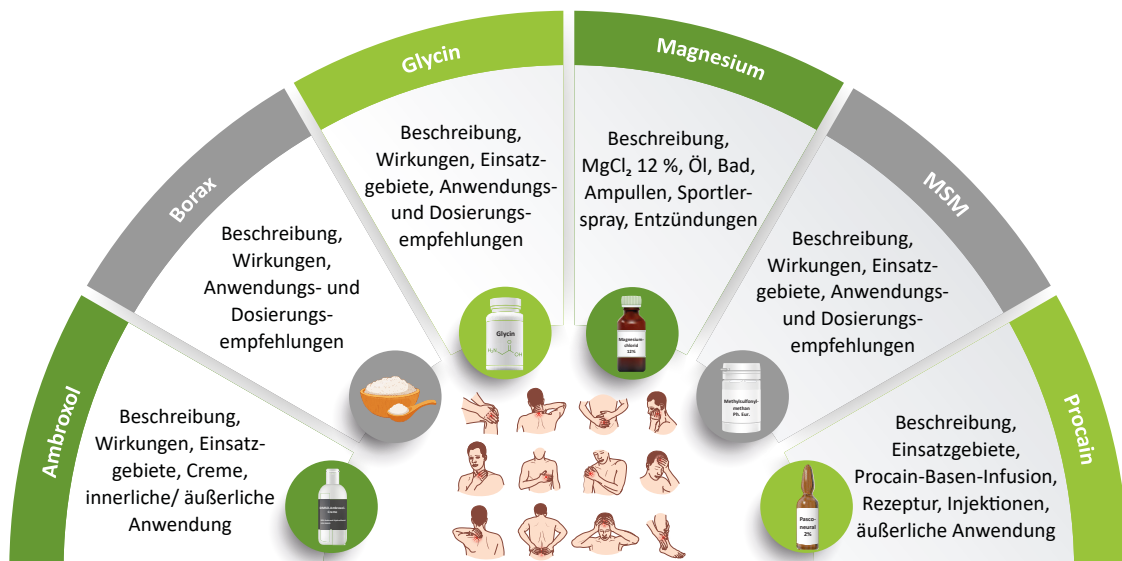 Ambroxol
Beschreibung,
Wirkungen, Einsatz-
gebiete, Creme,
innerliche/ äußerliche
Anwendung
Borax
Beschreibung,
Wirkungen,
Anwendungs- und
Dosierungs-
empfehlungen
Glycin
Beschreibung,
Wirkungen, Einsatz-
gebiete, Anwendungs-
und Dosierungs-
empfehlungen
Glycin
H₂N
O
OH
Magnesium
Beschreibung,
MgCl₂ 12 %, Öl, Bad,
Ampullen, Sportler-
spray, Entzündungen
Magnesium-
chlorid
12%
MSM
Beschreibung,
Wirkungen, Einsatz-
gebiete, Anwendungs-
und Dosierungs-
empfehlungen
Methylsulfonyl-
methan
Ph. Eur.
Procain
Beschreibung,
Einsatzgebiete,
Procain-Basen-Infusion,
Rezeptur, Injektionen,
äußerliche Anwendung
Pasco-
neural
2%